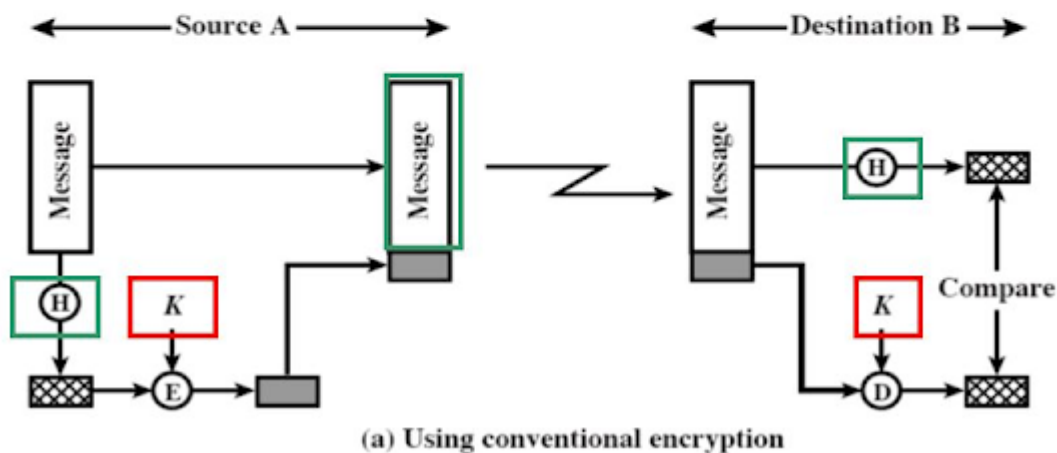 Source A
Destination B
Message
Message
Message
H
H
K
K
Compare
E
D
(a) Using conventional encryption